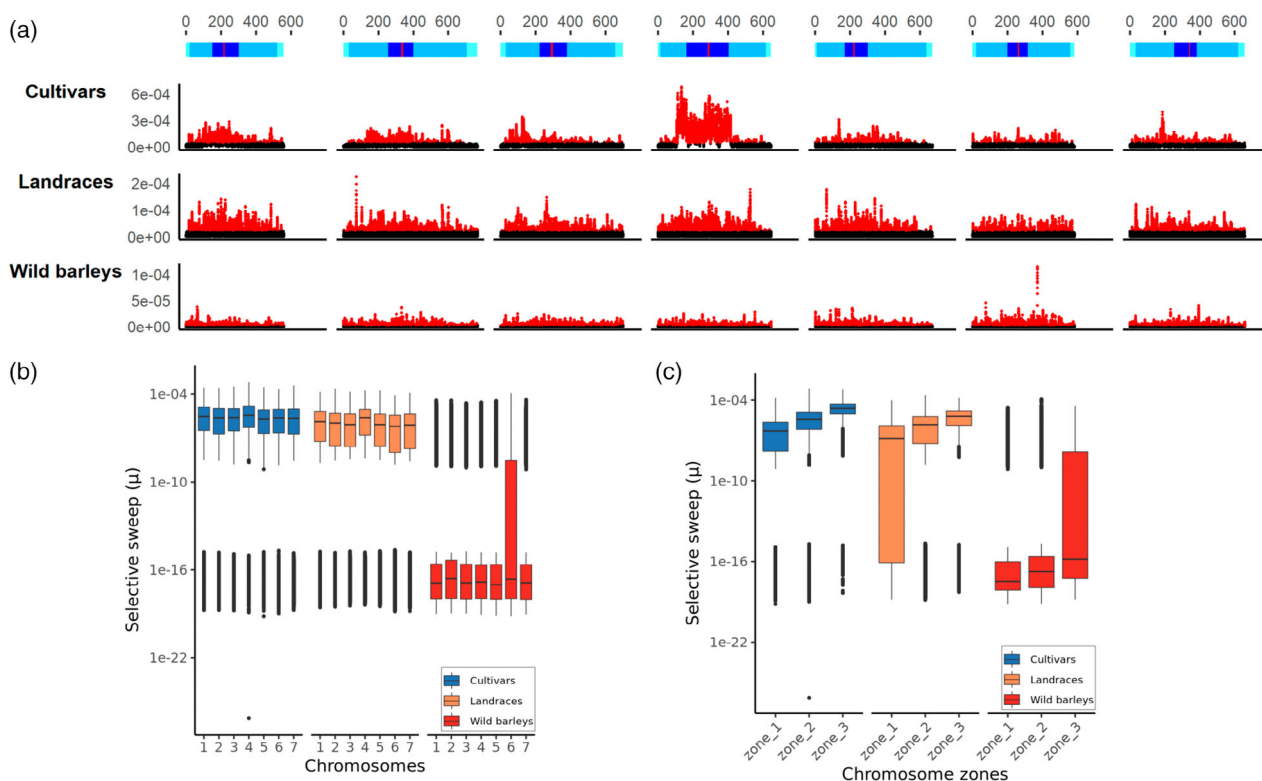 (a)
0 200 400 600 0 200 400 600 0 200 400 600 0 200 400 600 0 200 400 600 0 200 400 600 0 200 400 600
Cultivars
6e-04
3e-04
0e+00
Landraces
2e-04
1e-04
0e+00
Wild barleys
1e-04
5e-05
0e+00
(b)
Selective sweep (μ)
1e-04
1e-10
1e-16
1e-22
Cultivars
Landraces
Wild barleys
1 2 3 4 5 6 7 1 2 3 4 5 6 7 1 2 3 4 5 6 7
Chromosomes
(c)
Selective sweep (μ)
1e-04
1e-10
1e-16
1e-22
Cultivars
Landraces
Wild barleys
zone_1 zone_2 zone_3 zone_1 zone_2 zone_3 zone_1 zone_2 zone_3
Chromosome zones